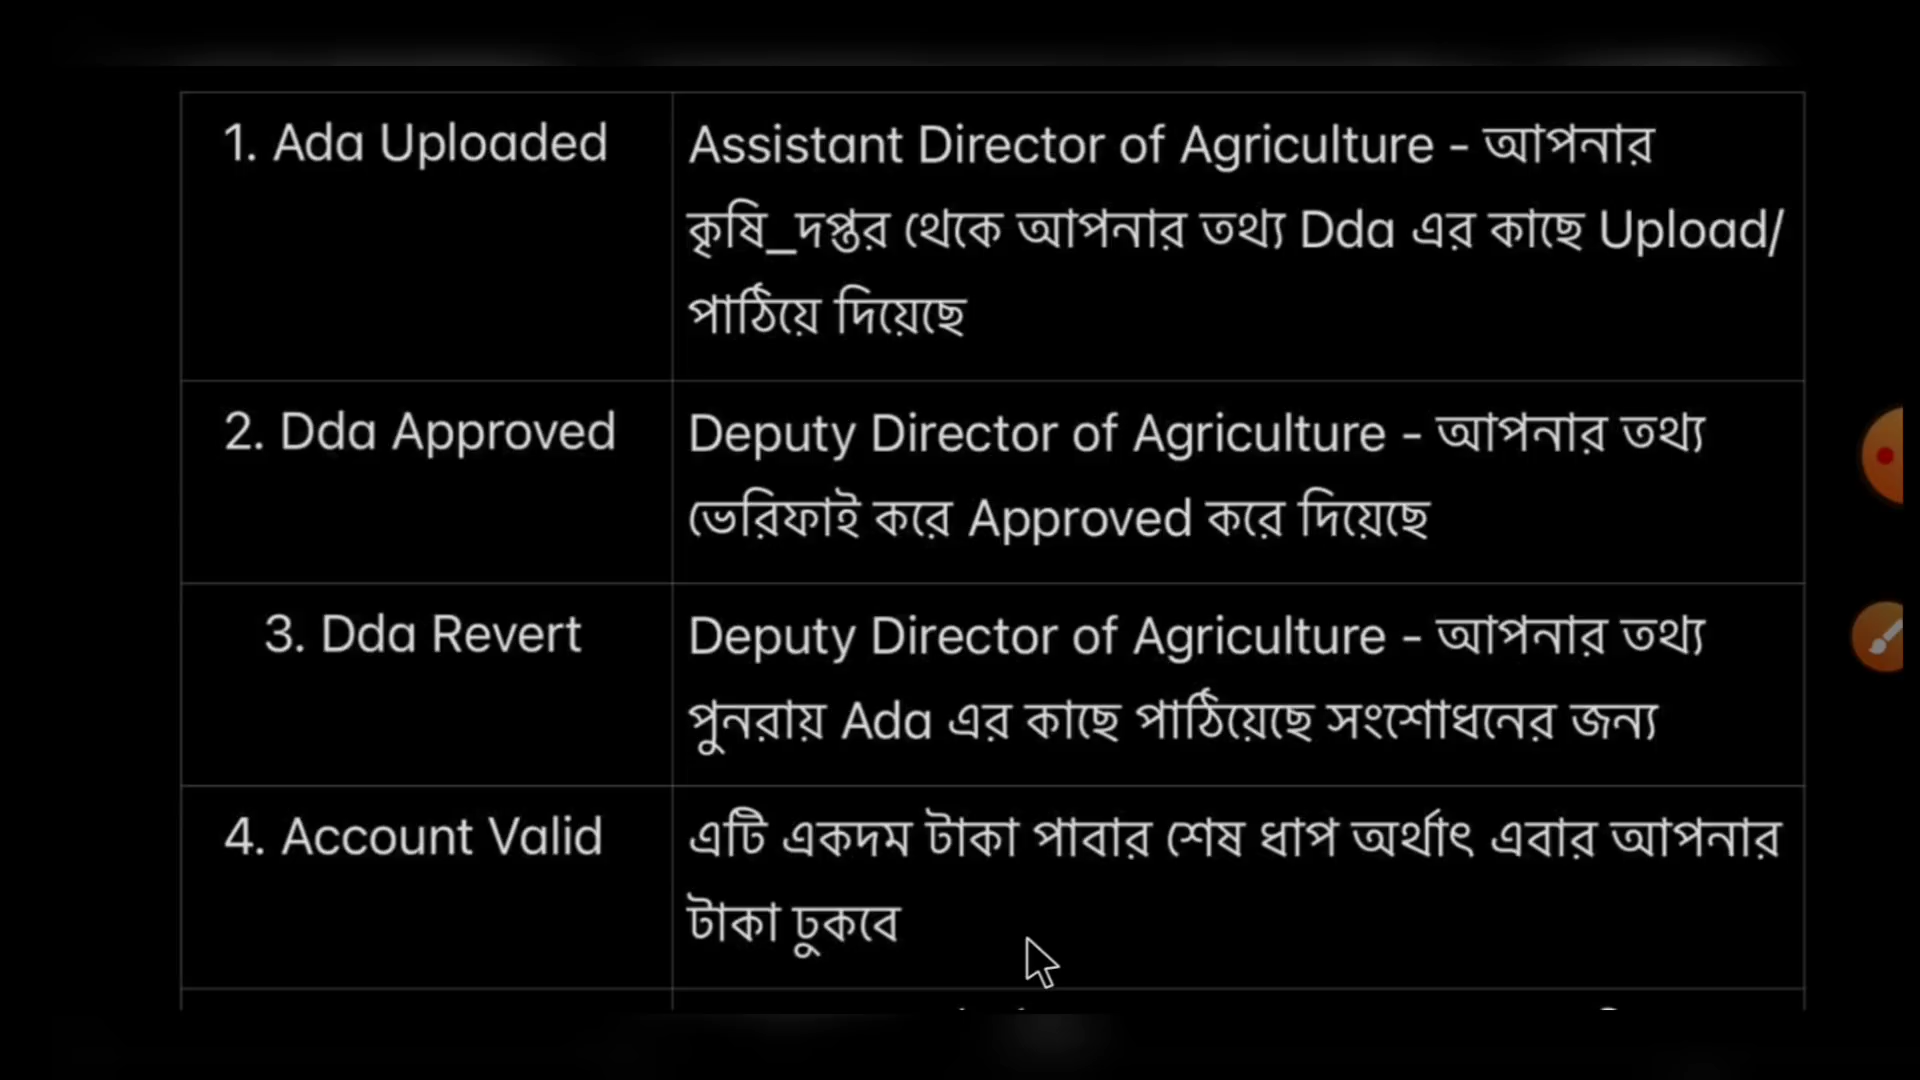 1. Ada Uploaded
Assistant Director of Agriculture - আপনার
কৃষি_দপ্তর থেকে আপনার তথ্য Dda এর কাছে Upload/
পাঠিয়ে দিয়েছে
2. Dda Approved
Deputy Director of Agriculture - আপনার তথ্য
ভেরিফাই করে Approved করে দিয়েছে
3. Dda Revert
Deputy Director of Agriculture - আপনার তথ্য
পুনরায় Ada এর কাছে পাঠিয়েছে সংশোধনের জন্য
4. Account Valid
এটি একদম টাকা পাবার শেষ ধাপ অর্থাৎ এবার আপনার
টাকা ঢুকবে